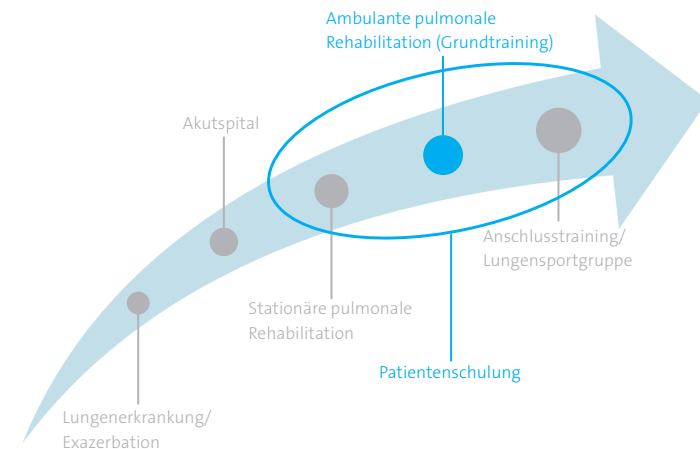 Ambulante pulmonale
Rehabilitation (Grundtraining)
Akutspital
Anschlusstraining/
Lungensportgruppe
Stationäre pulmonale
Rehabilitation
Patientenschulung
Lungenerkrankung/
Exazerbation